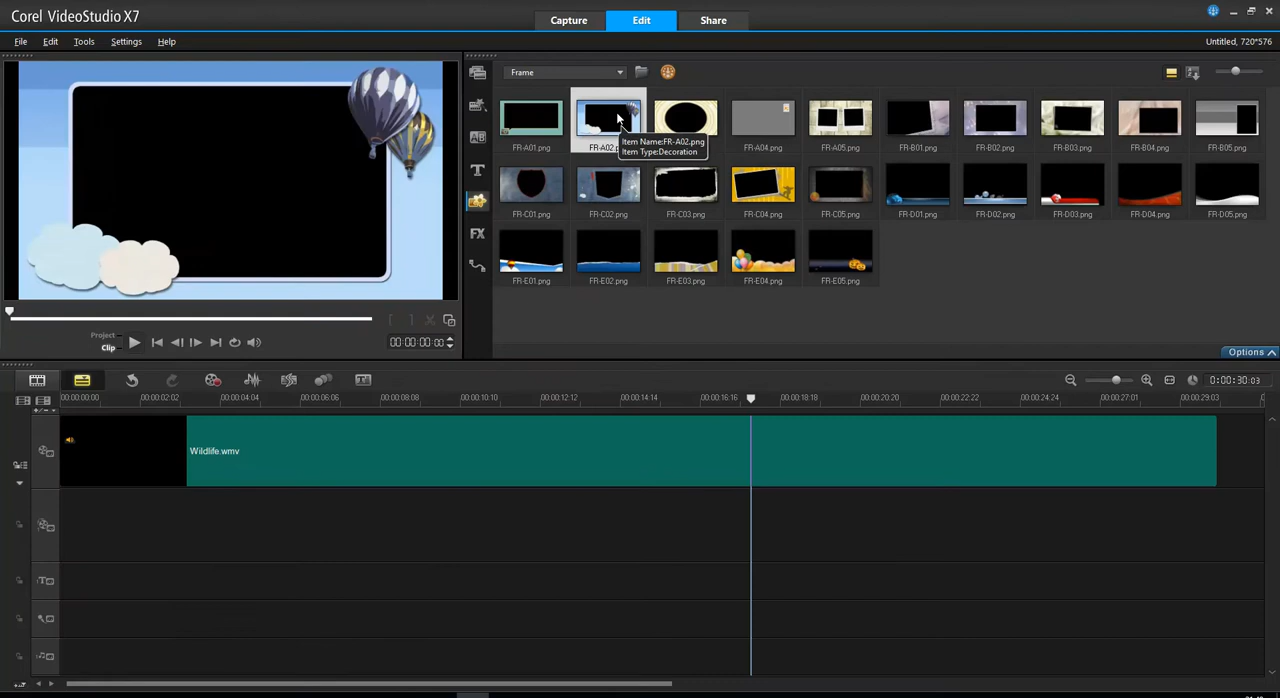 Corel VideoStudio X7
Capture
Edit
Share
File
Edit
Tools
Settings
Help
Untitled, 720*576
Frame
FR-A01.png
FR-A02.p
FR-A04.png
FR-A05.png
FR-B01.png
FR-B02.png
FR-B03.png
FR-B04.png
FR-B05.png
Item Name:FR-A02.png
Item Type:Decoration
FR-C01.png
FR-C02.png
FR-C03.png
FR-C04.png
FR-C05.png
FR-D01.png
FR-D02.png
FR-D03.png
FR-D04.png
FR-D05.png
FR-E01.png
FR-E02.png
FR-E03.png
FR-E04.png
FR-E05.png
AB
T
FX
Project
Clip
00:00:00:00
Options
0:00:30:03
00:00:00:00
00:00:02:02
00:00:04:04
00:00:06:06
00:00:08:08
00:00:10:10
00:00:12:12
00:00:14:14
00:00:16:16
00:00:18:18
00:00:20:20
00:00:22:22
00:00:24:24
00:00:27:01
00:00:29:03
Wildlife.wmv